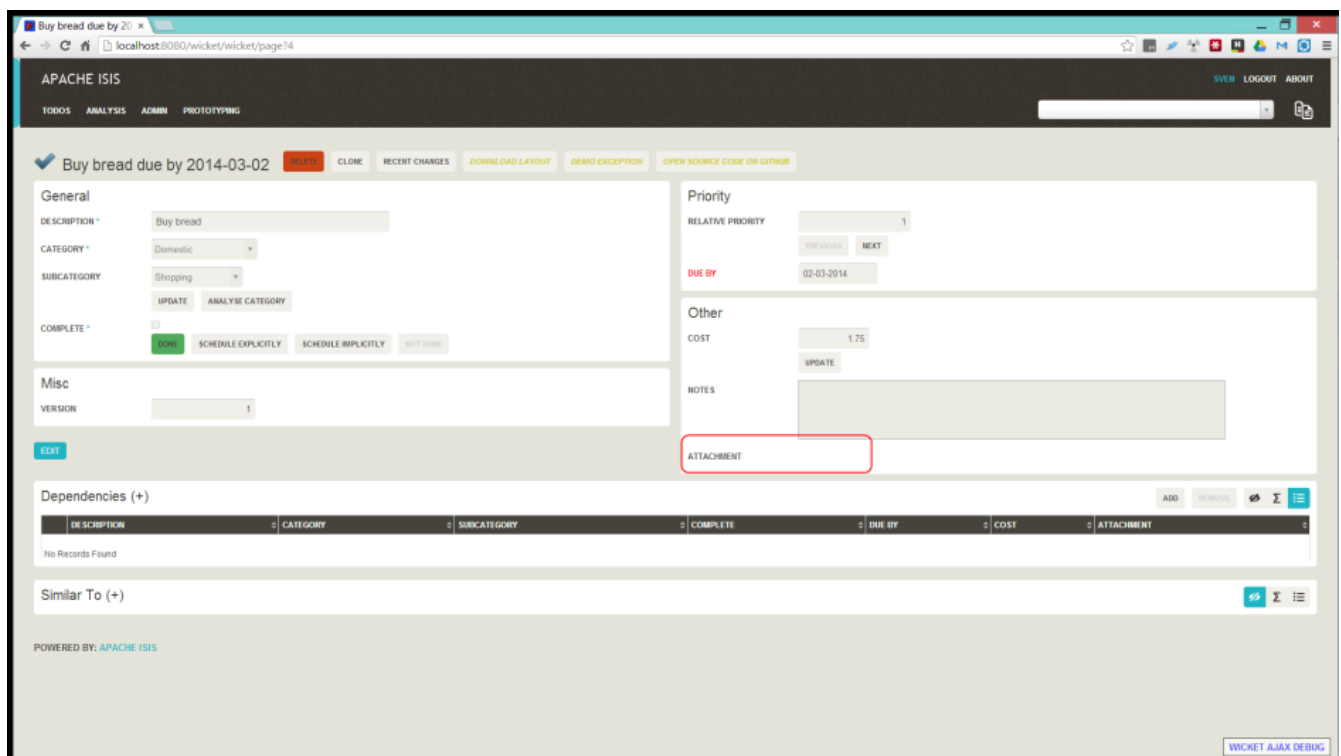 Buy bread due by 20
localhost:8080/wicket/wicket/page?4
APACHE ISIS
SVEN LOGOUT ABOUT
TODOS ANALYSIS ADMIN PROTOTYPING
Buy bread due by 2014-03-02 DELETE CLONE RECENT CHANGES DOWNLOAD LAYOUT DEMO EXCEPTION OPEN SOURCE CODE ON GITHUB
General
DESCRIPTION * Buy bread
CATEGORY * Domestic
SUBCATEGORY Shopping
UPDATE ANALYSE CATEGORY
COMPLETE *
DONE SCHEDULE EXPLICITLY SCHEDULE IMPLICITLY NOT DONE
Misc
VERSION 1
EDIT
Priority
RELATIVE PRIORITY 1
PREVIOUS NEXT
DUE BY 02-03-2014
Other
COST 1.75
UPDATE
NOTES
ATTACHMENT
Dependencies (+) ADD REMOVE Σ
DESCRIPTION CATEGORY SUBCATEGORY COMPLETE DUE BY COST ATTACHMENT
No Records Found
Similar To (+) Σ
POWERED BY: APACHE ISIS
WICKET AJAX DEBUG